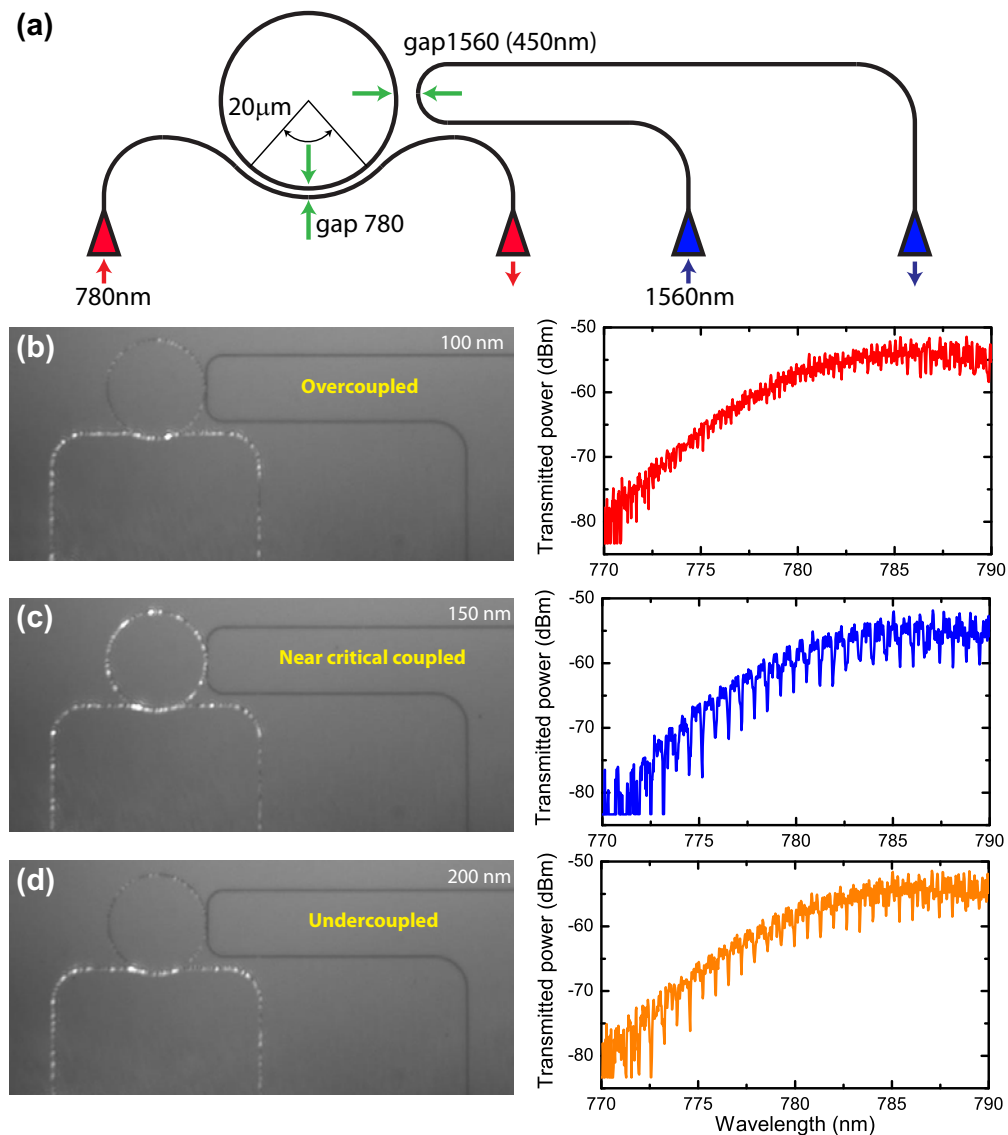 (a)
gap1560 (450nm)
20μm
gap 780
780nm
1560nm
(b)
100 nm
Overcoupled
Transmitted power (dBm)
-50
-60
-70
-80
770
775
780
785
790
(c)
150 nm
Near critical coupled
Transmitted power (dBm)
-50
-60
-70
-80
770
775
780
785
790
(d)
200 nm
Undercoupled
Transmitted power (dBm)
-50
-60
-70
-80
770
775
780
785
790
Wavelength (nm)